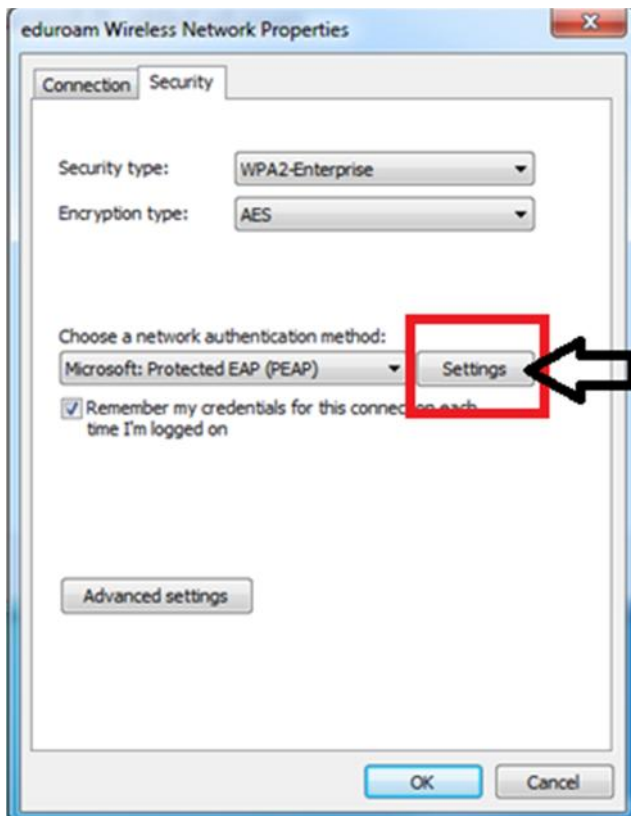 eduroam Wireless Network Properties
Connection Security
Security type: WPA2-Enterprise
Encryption type: AES
Choose a network authentication method:
Microsoft: Protected EAP (PEAP) Settings
Remember my credentials for this connection each
time I'm logged on
Advanced settings
OK Cancel